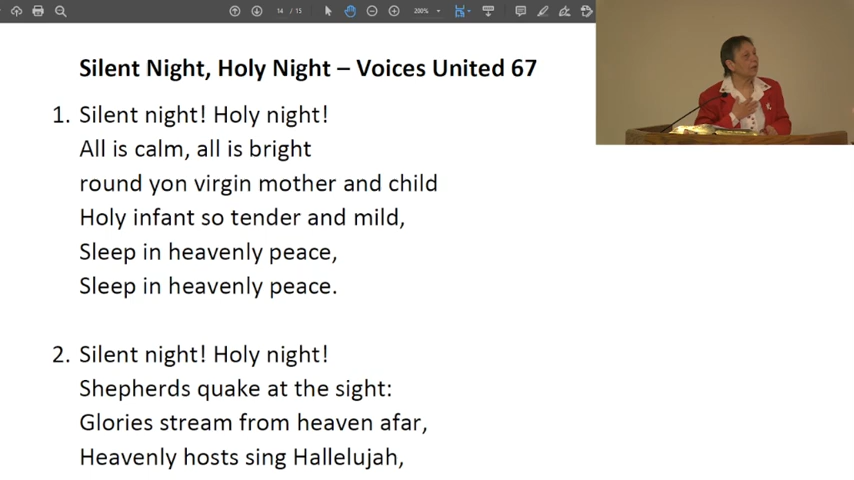 14 / 15
200%
Silent Night, Holy Night – Voices United 67
1. Silent night! Holy night!
All is calm, all is bright
round yon virgin mother and child
Holy infant so tender and mild,
Sleep in heavenly peace,
Sleep in heavenly peace.
2. Silent night! Holy night!
Shepherds quake at the sight:
Glories stream from heaven afar,
Heavenly hosts sing Hallelujah,